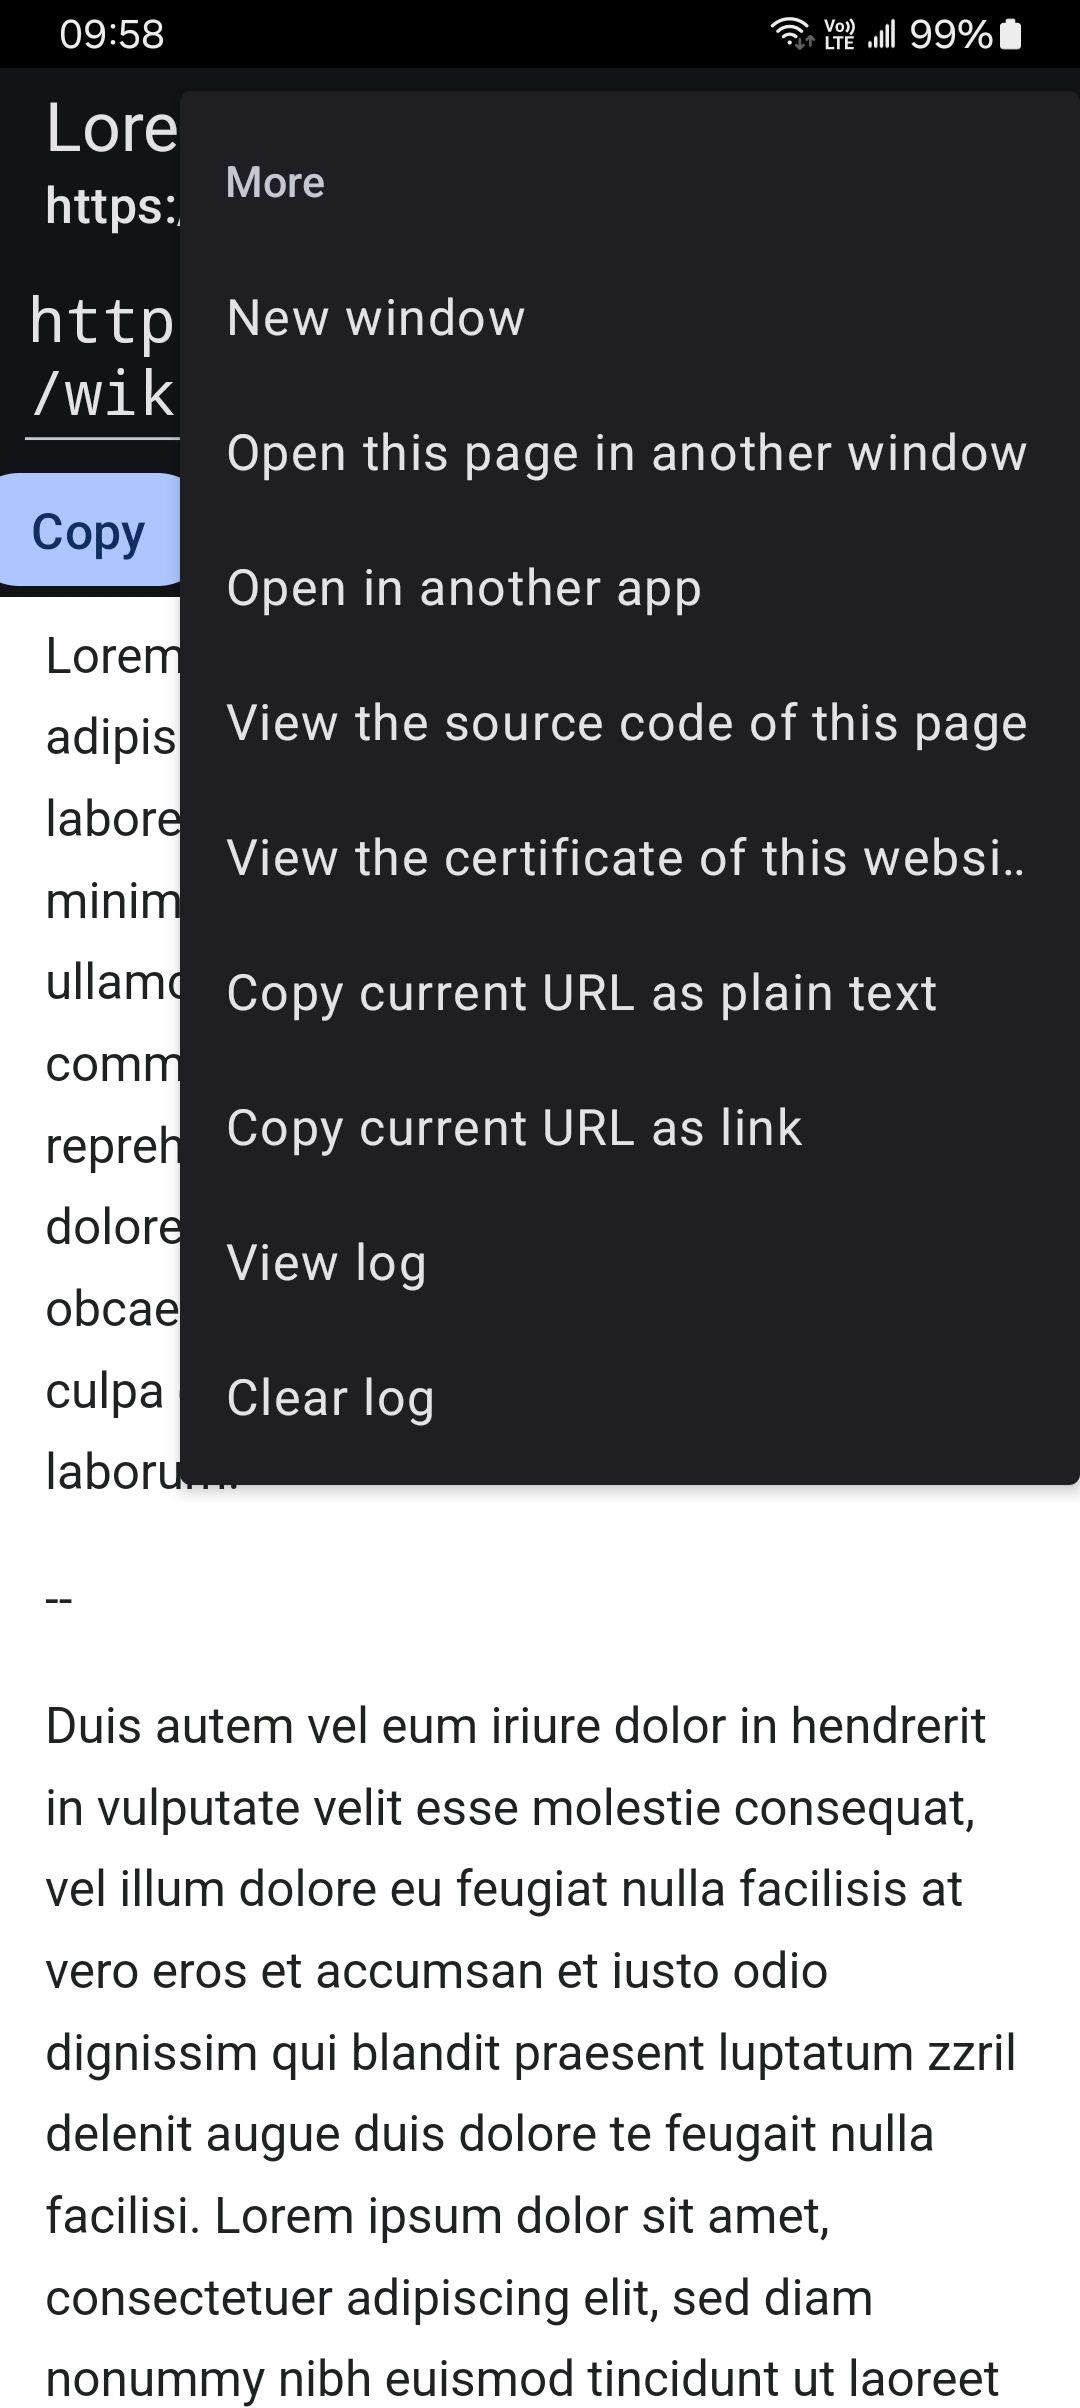 09:58
Vo)) LTE
99%
Lore
https:/
http
/wik
Copy
More
New window
Open this page in another window
Open in another app
View the source code of this page
View the certificate of this websi..
Copy current URL as plain text
Copy current URL as link
View log
Clear log
Lorem
adipis
labore
minim
ullamc
comm
repreh
dolore
obcae
culpa
laborum.
--
Duis autem vel eum iriure dolor in hendrerit
in vulputate velit esse molestie consequat,
vel illum dolore eu feugiat nulla facilisis at
vero eros et accumsan et iusto odio
dignissim qui blandit praesent luptatum zzril
delenit augue duis dolore te feugait nulla
facilisi. Lorem ipsum dolor sit amet,
consectetuer adipiscing elit, sed diam
nonummy nibh euismod tincidunt ut laoreet